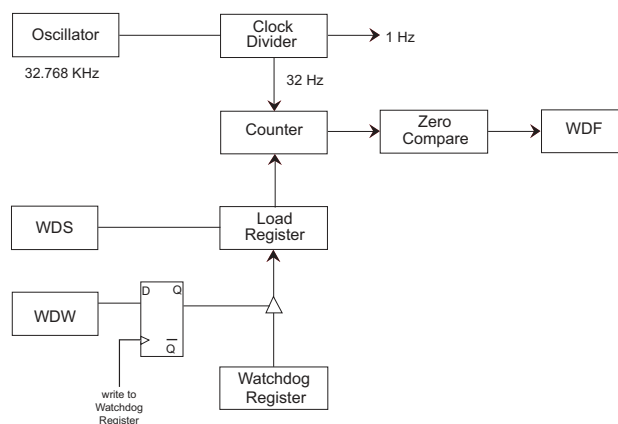 Oscillator
Clock
Divider
1 Hz
32.768 KHz
32 Hz
Counter
Zero
Compare
WDF
WDS
Load
Register
D Q
WDW
Q
Watchdog
Register
write to
Watchdog
Register